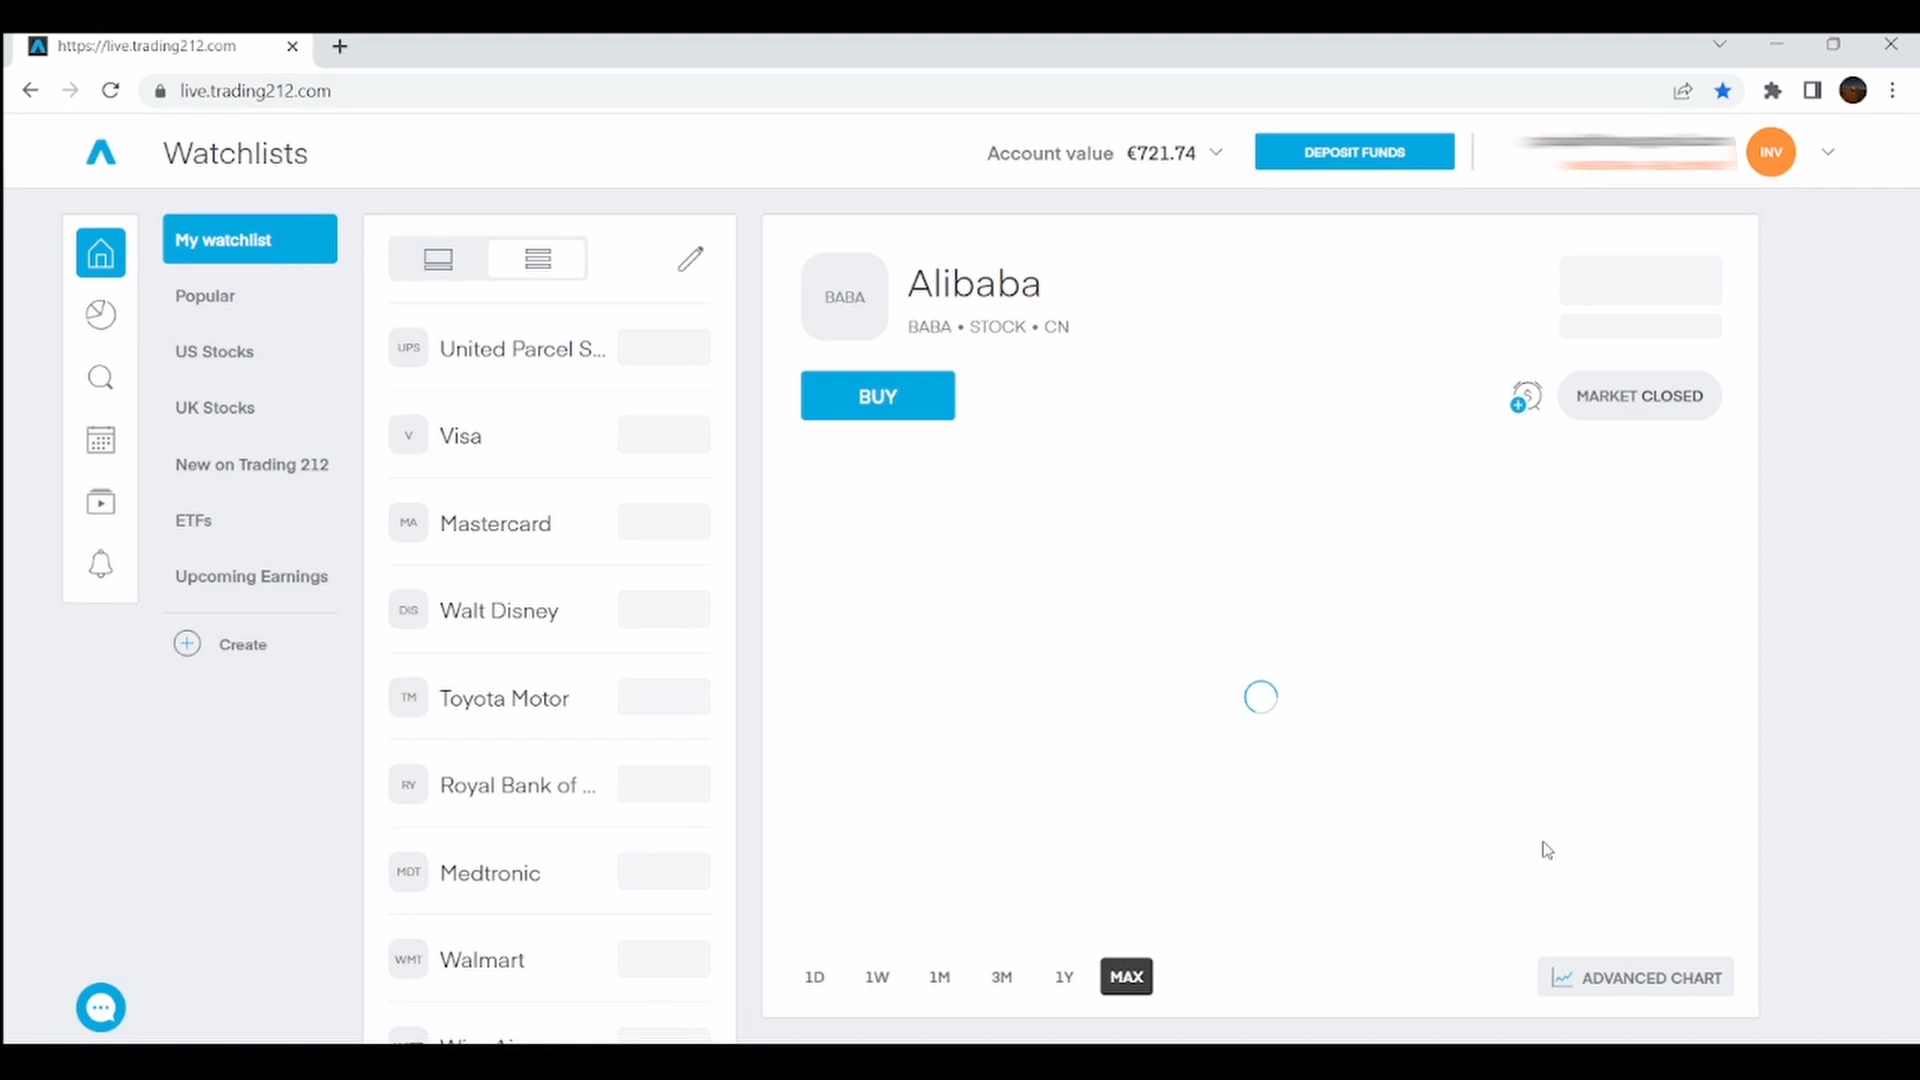 https://live.trading212.com
live.trading212.com
Watchlists
Account value €721.74
DEPOSIT FUNDS
INV
My watchlist
Popular
US Stocks
UK Stocks
New on Trading 212
ETFs
Upcoming Earnings
Create
UPS United Parcel S...
V Visa
MA Mastercard
DIS Walt Disney
TM Toyota Motor
RY Royal Bank of ...
MDT Medtronic
WMT Walmart
BABA
Alibaba
BABA • STOCK • CN
BUY
MARKET CLOSED
1D 1W 1M 3M 1Y MAX
ADVANCED CHART